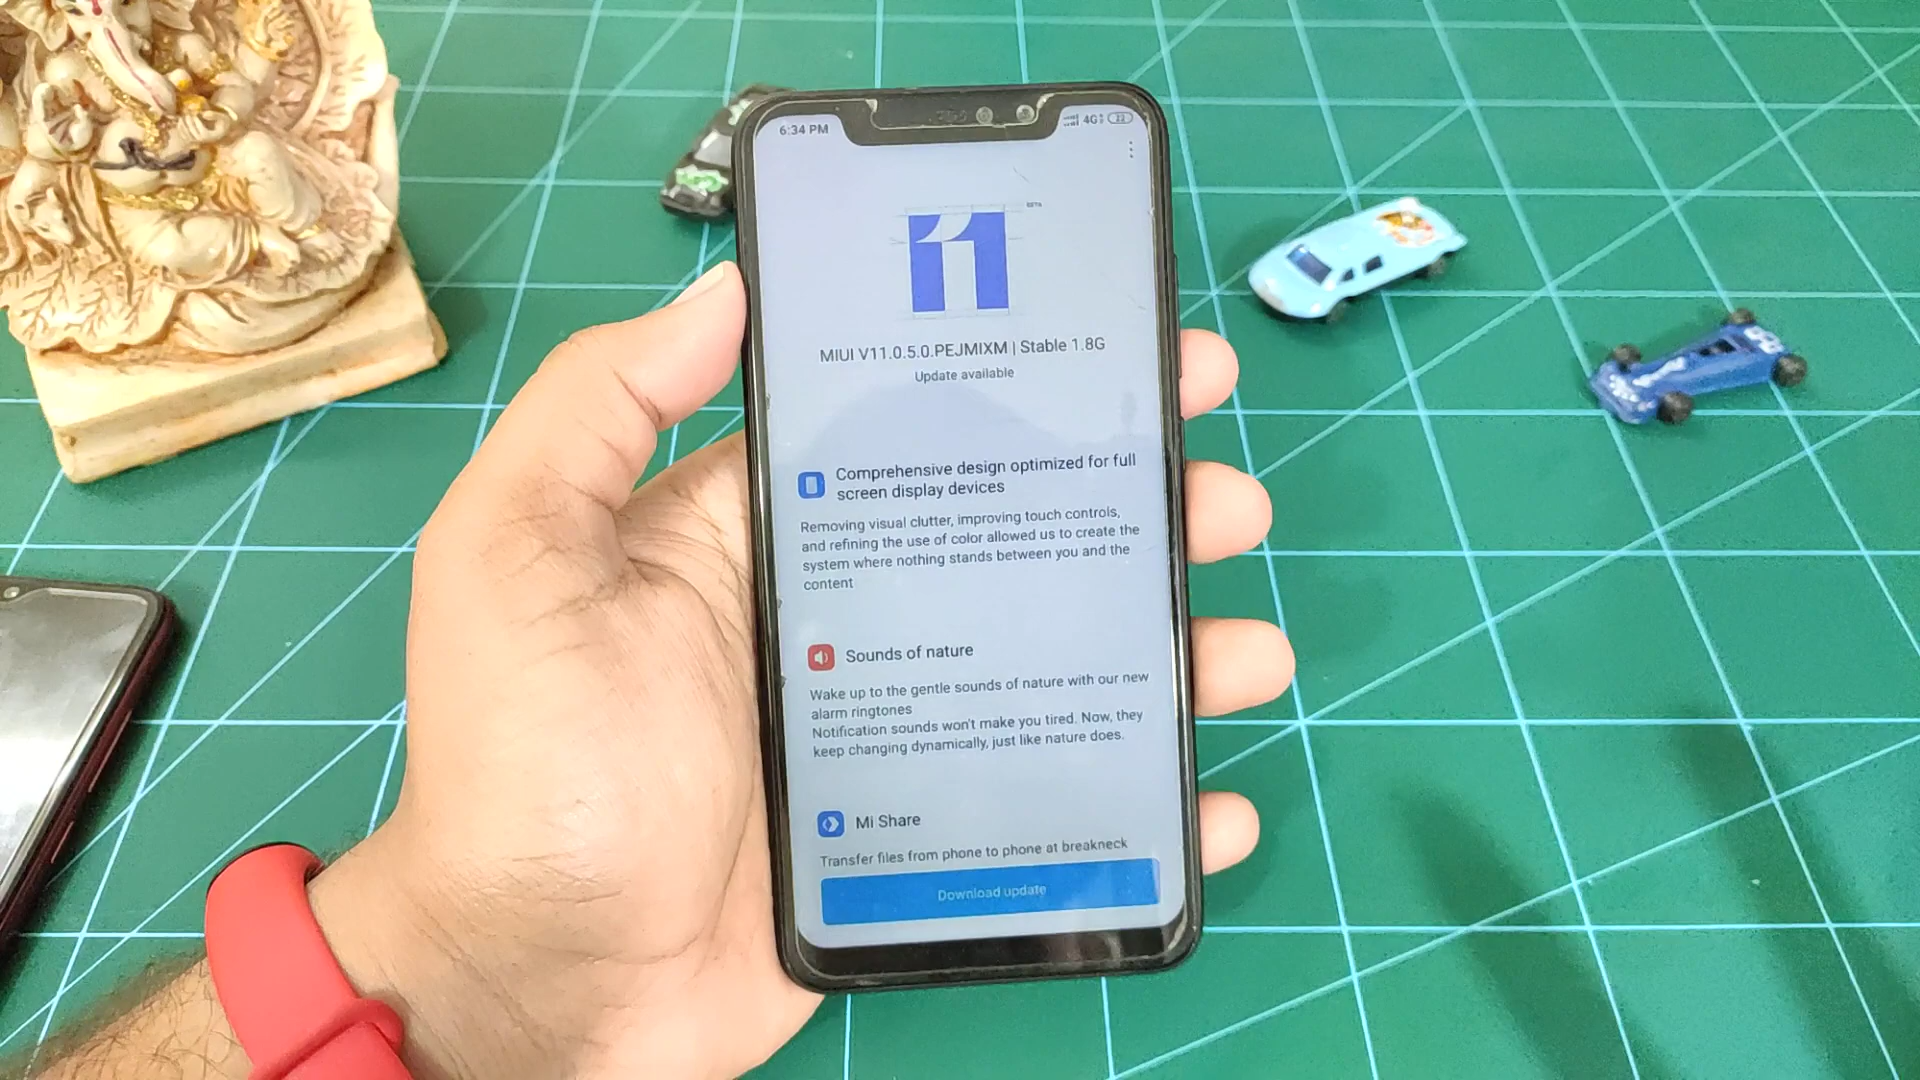 6:34 PM
4G
22
BETA
11
MIUI V11.0.5.0.PEJMIXM | Stable 1.8G
Update available
Comprehensive design optimized for full
screen display devices
Removing visual clutter, improving touch controls,
and refining the use of color allowed us to create the
system where nothing stands between you and the
content
Sounds of nature
Wake up to the gentle sounds of nature with our new
alarm ringtones
Notification sounds won't make you tired. Now, they
keep changing dynamically, just like nature does.
Mi Share
Transfer files from phone to phone at breakneck
Download update